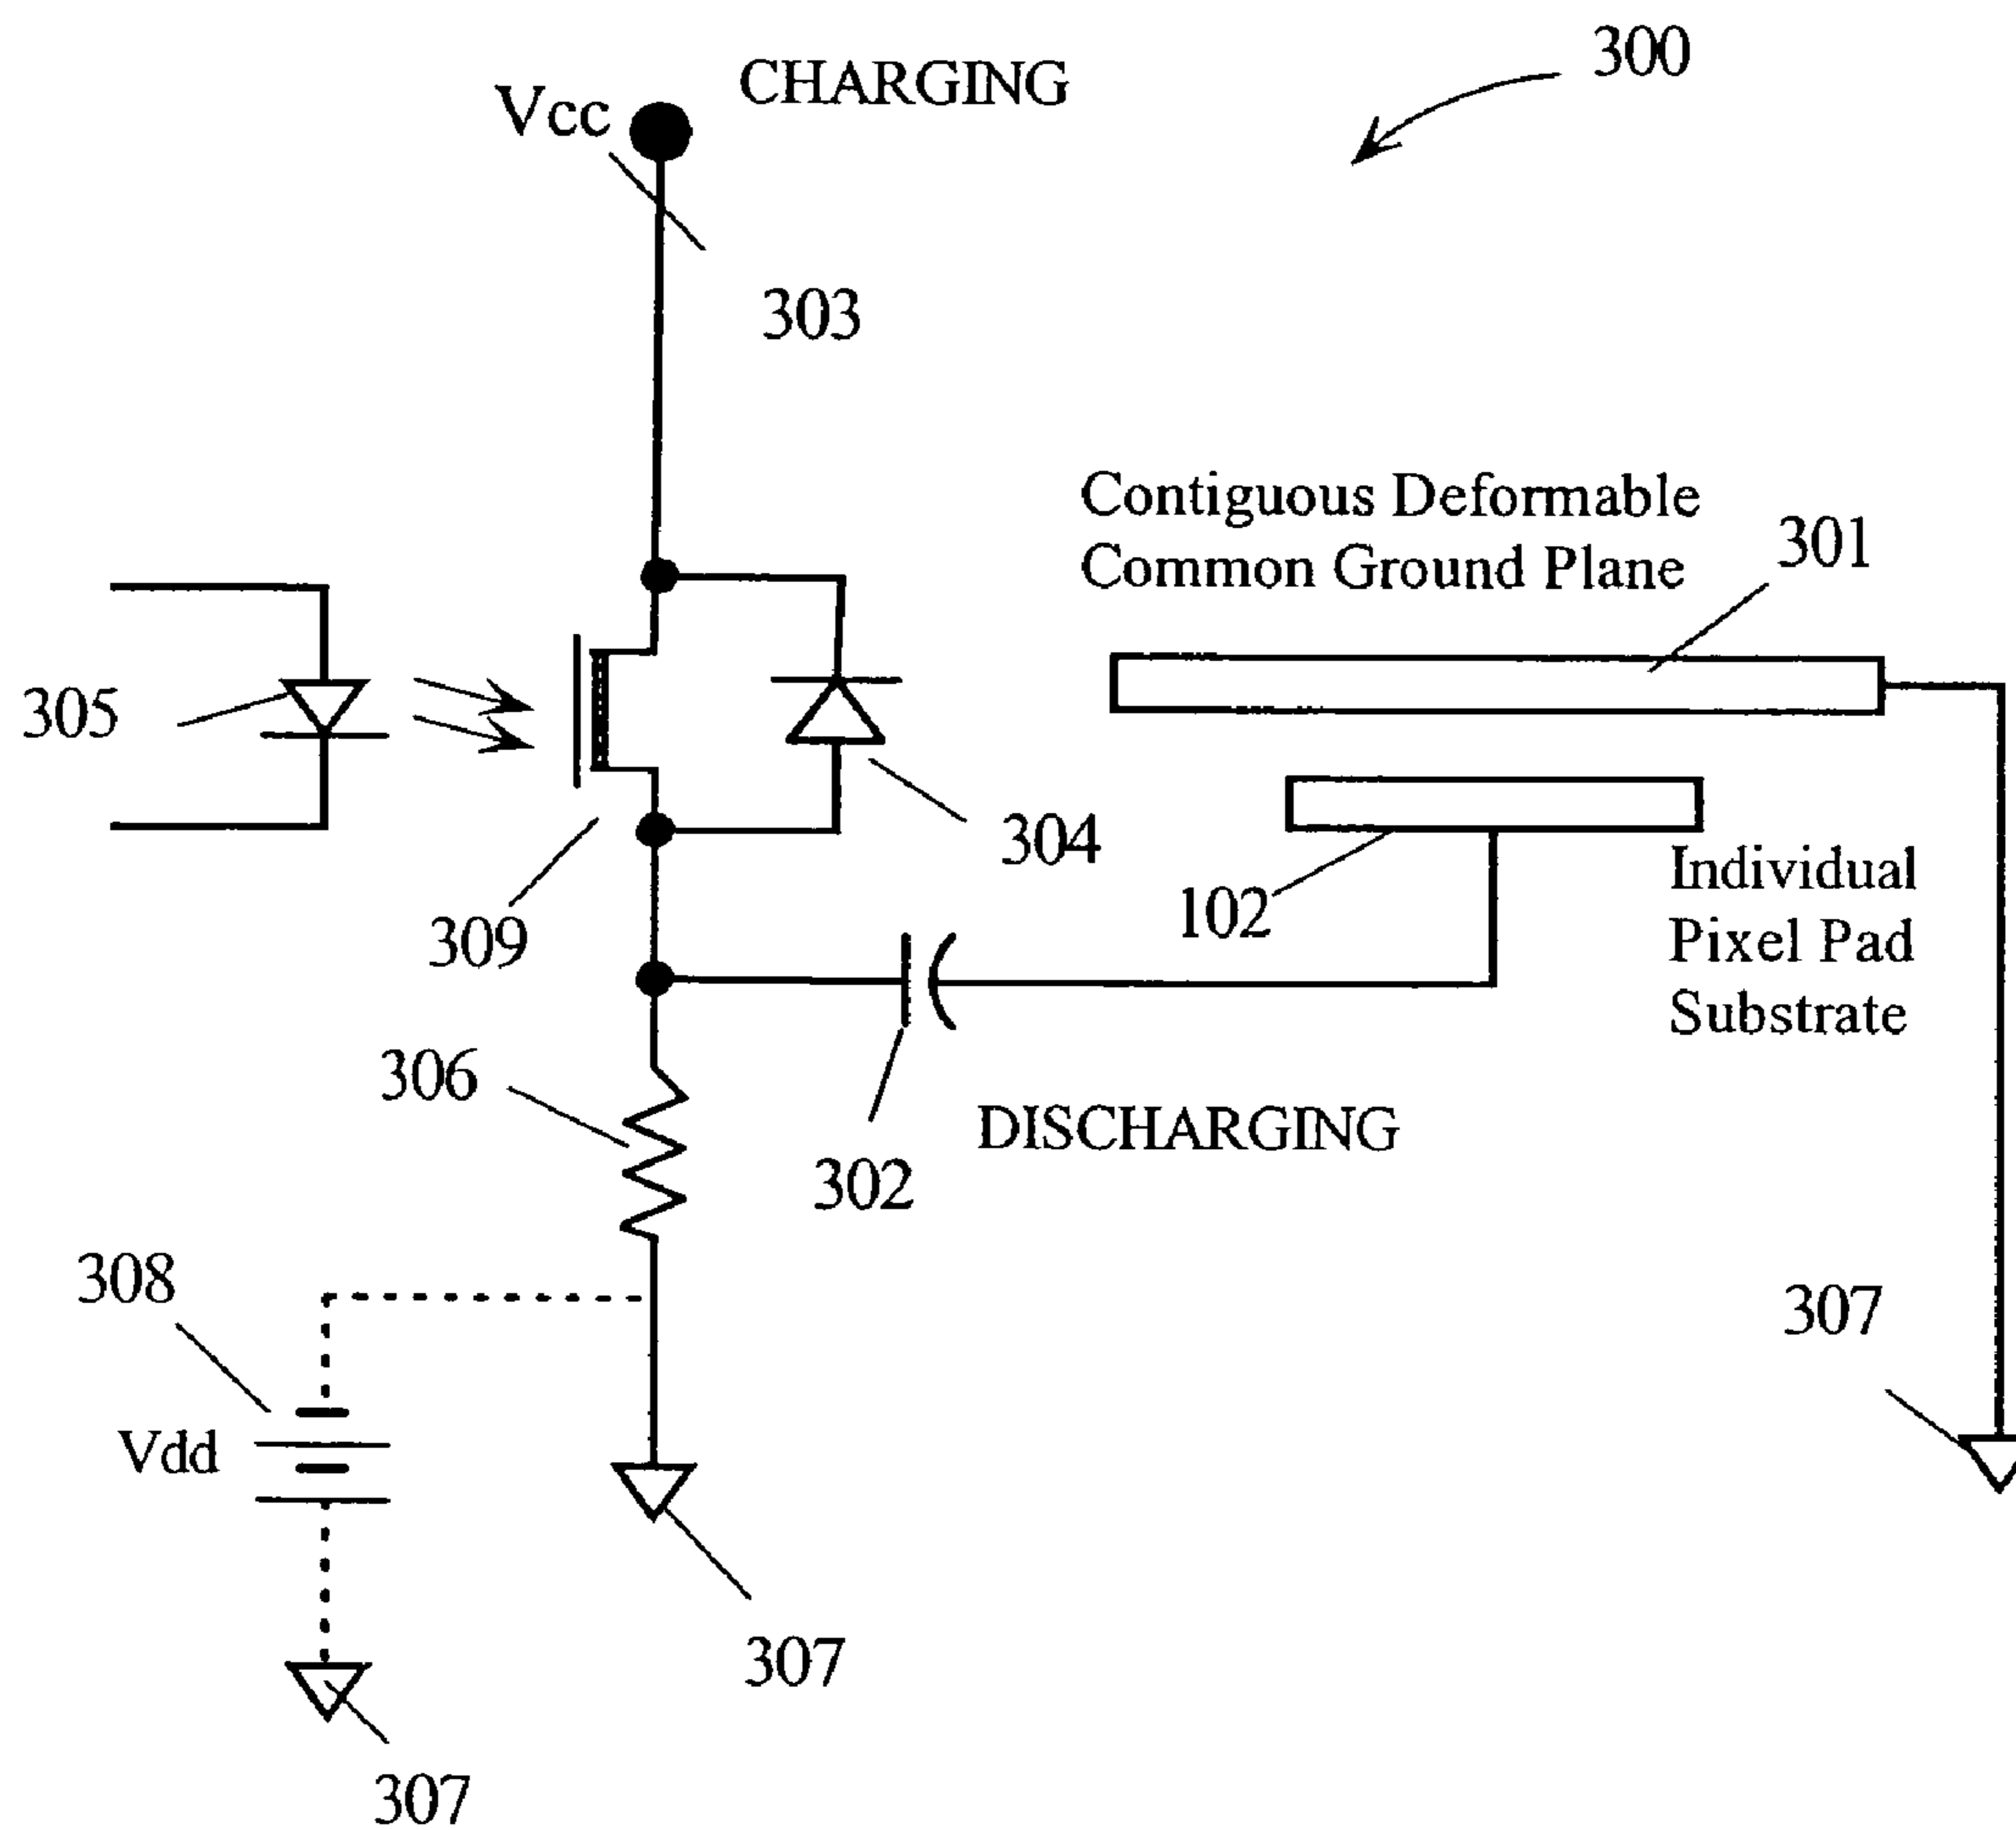 300
CHARGING
Vcc
303
Contiguous Deformable
Common Ground Plane
301
305
304
102
Individual
Pixel Pad
Substrate
309
306
DISCHARGING
302
308
307
Vdd
307
307